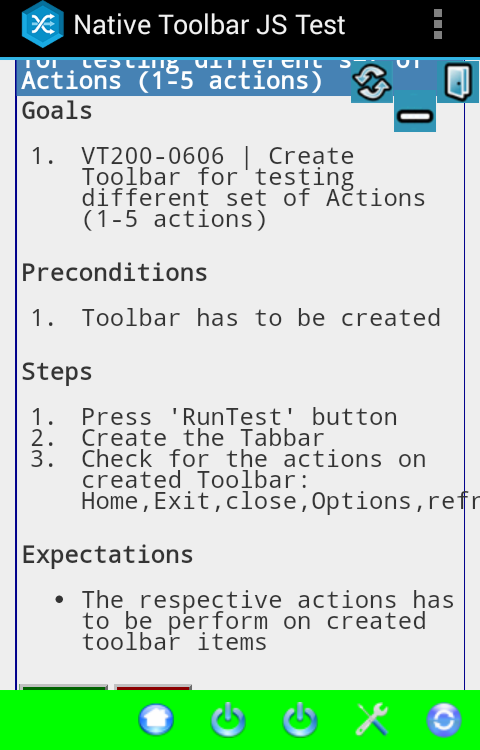 Native Toolbar JS Test
for testing different set of
Actions (1-5 actions)
Goals
1. VT200-0606 | Create
Toolbar for testing
different set of Actions
(1-5 actions)
Preconditions
1. Toolbar has to be created
Steps
1. Press 'RunTest' button
2. Create the Tabbar
3. Check for the actions on
created Toolbar:
Home,Exit,close,Options,refr
Expectations
• The respective actions has
to be perform on created
toolbar items